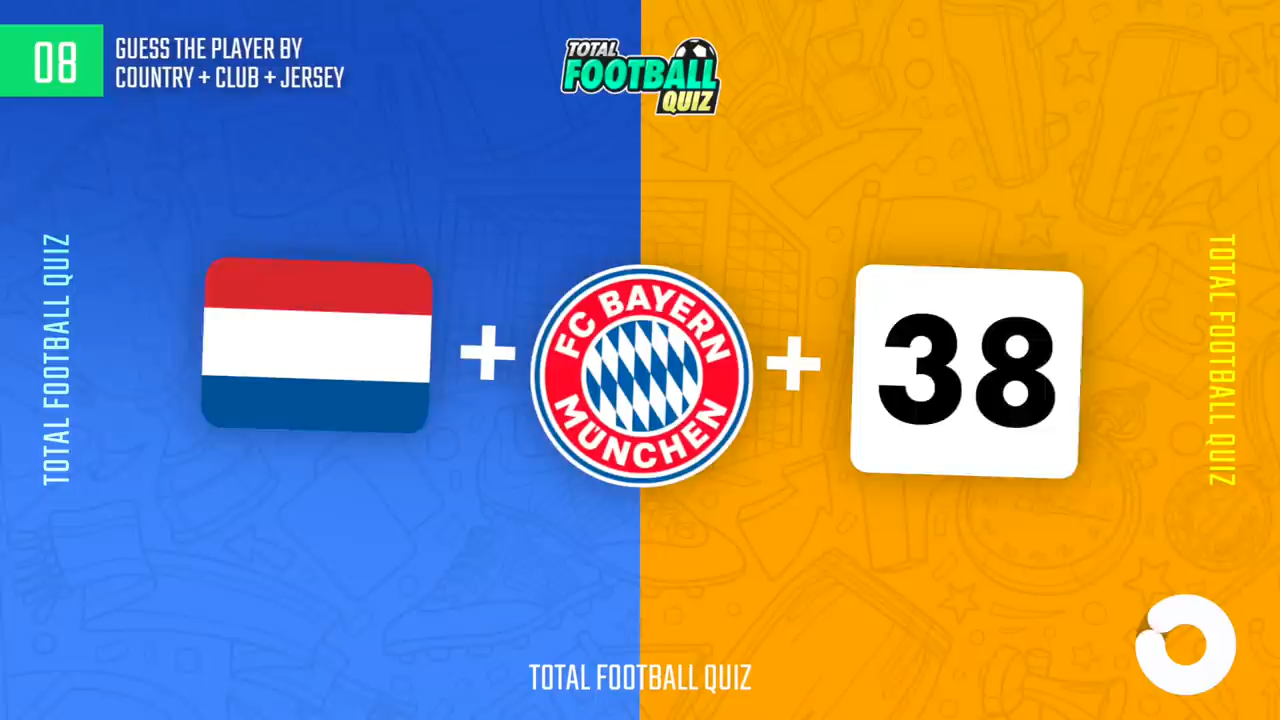 08
GUESS THE PLAYER BY
COUNTRY + CLUB + JERSEY
TOTAL
FOOTBALL
QUIZ
TOTAL FOOTBALL QUIZ
+
FC BAYERN
MÜNCHEN
+
38
TOTAL FOOTBALL QUIZ
TOTAL FOOTBALL QUIZ